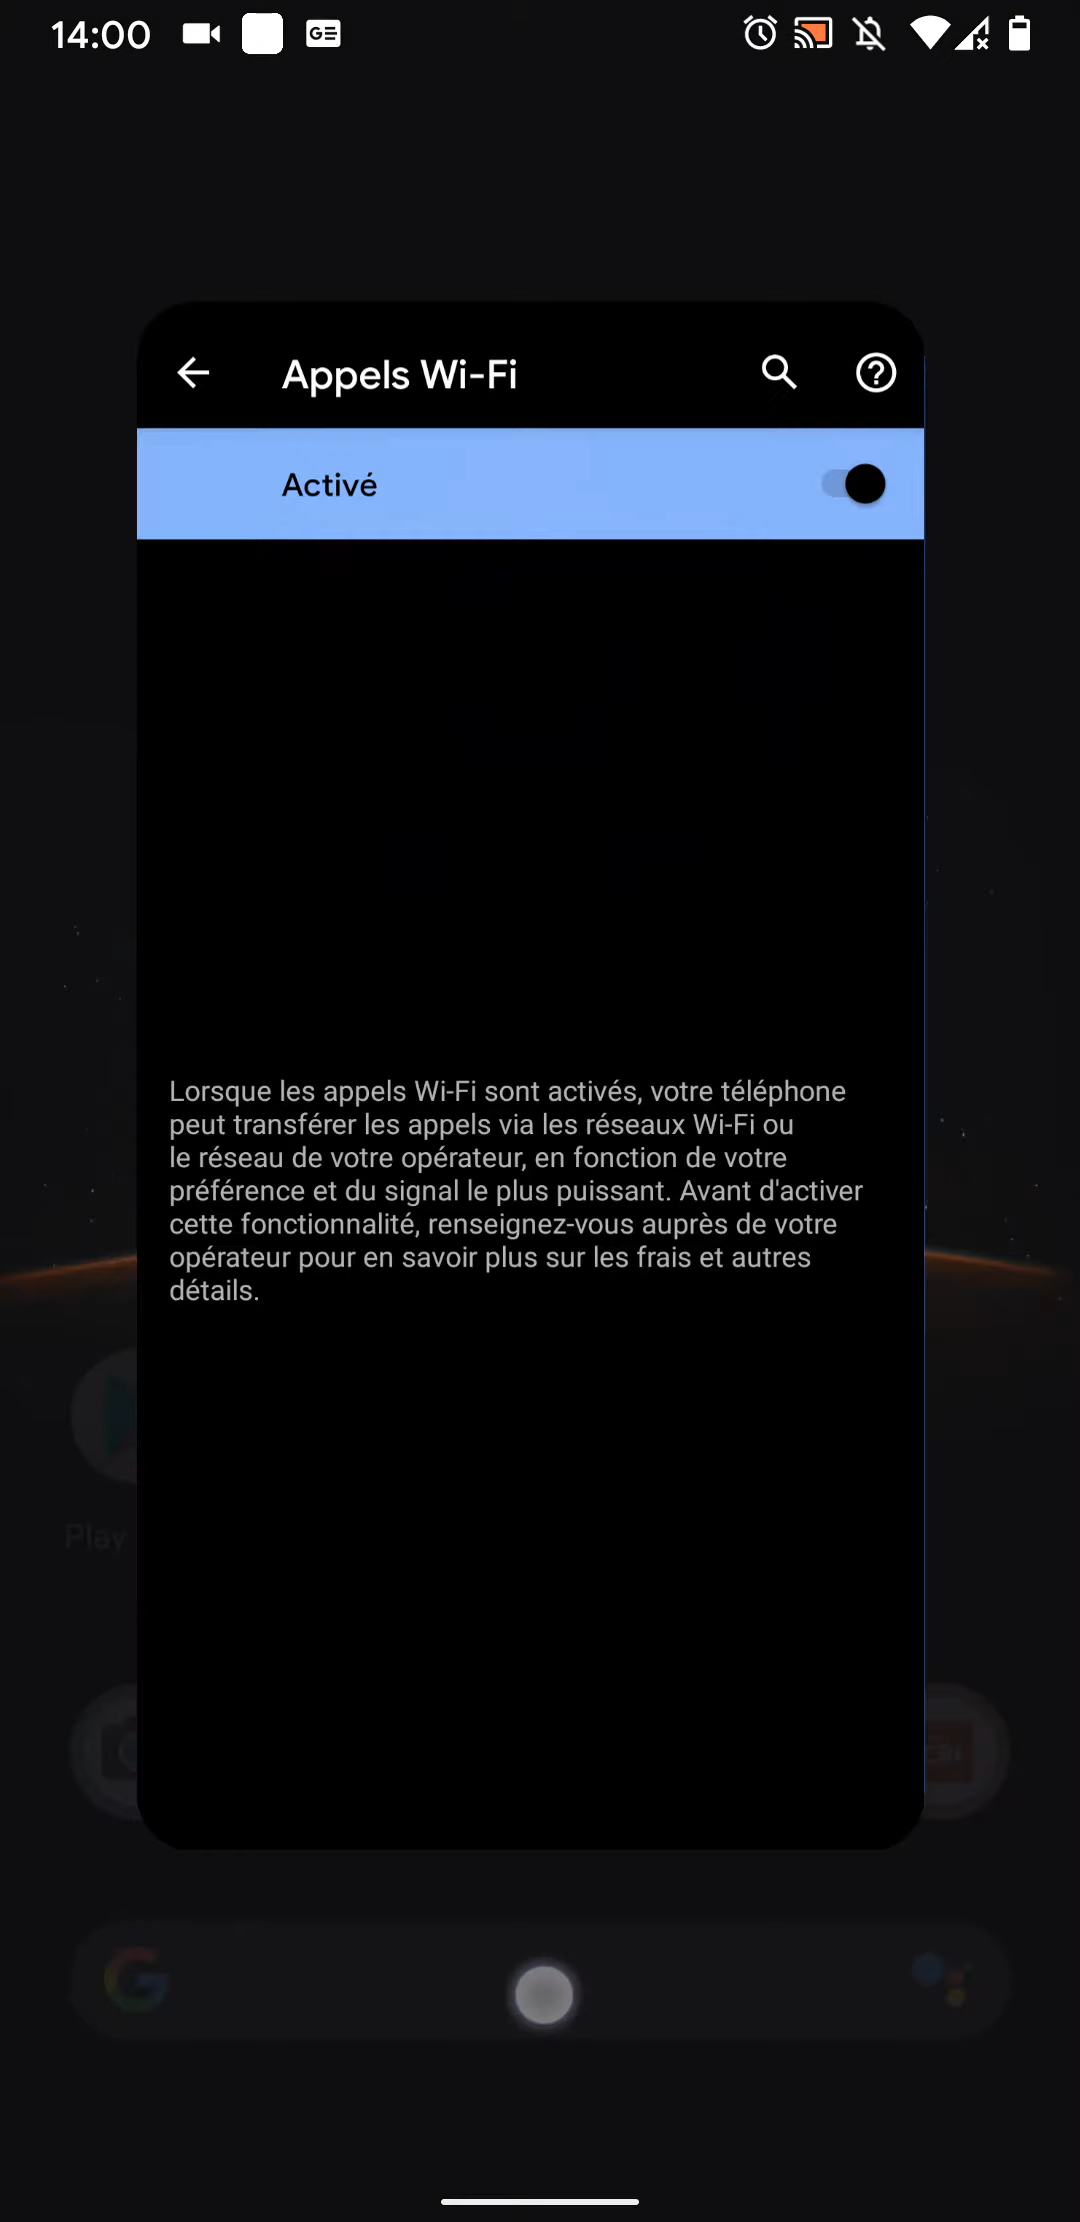 14:00
GE
Appels Wi-Fi
Activé
Lorsque les appels Wi-Fi sont activés, votre téléphone
peut transférer les appels via les réseaux Wi-Fi ou
le réseau de votre opérateur, en fonction de votre
préférence et du signal le plus puissant. Avant d'activer
cette fonctionnalité, renseignez-vous auprès de votre
opérateur pour en savoir plus sur les frais et autres
détails.
Play